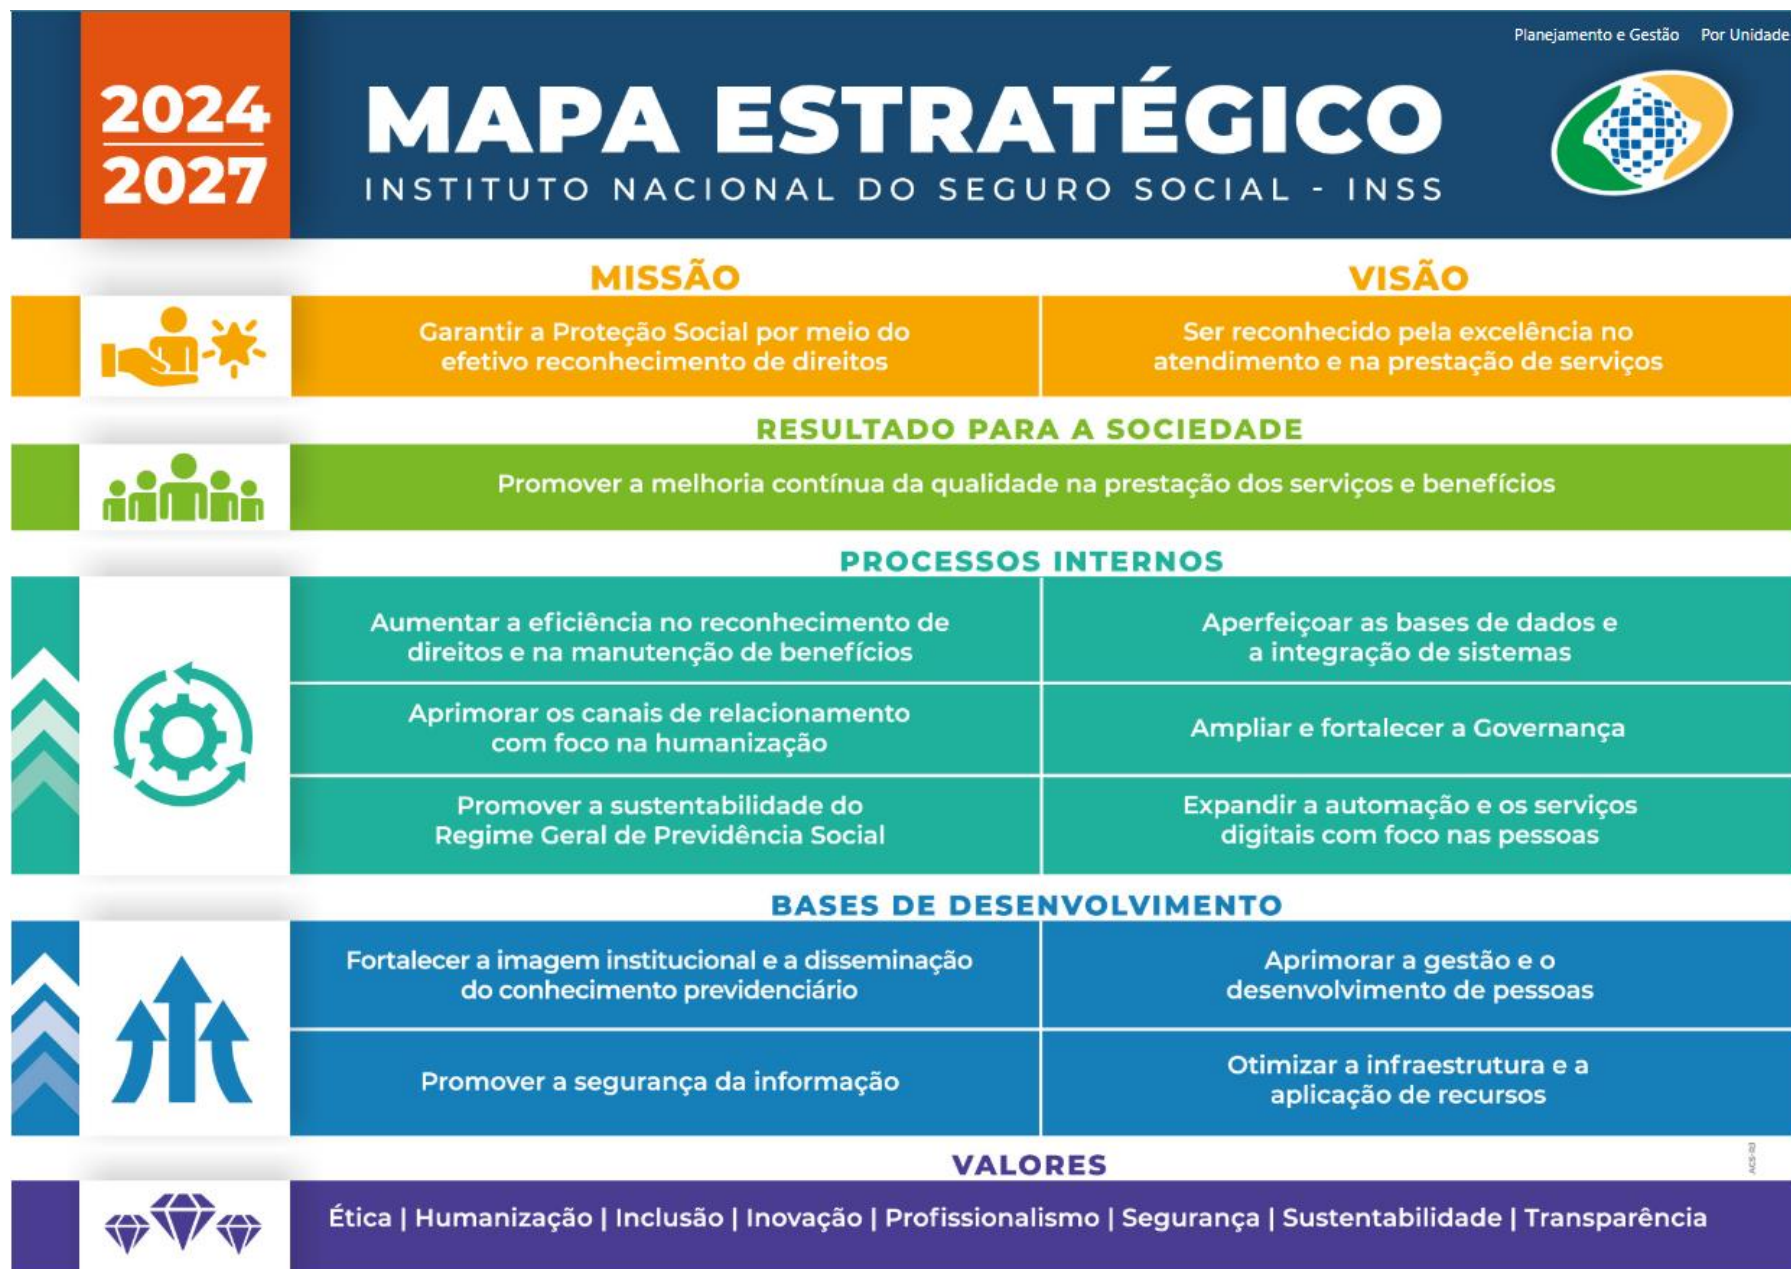 Planejamento e Gestão Por Unidade
2024
2027
MAPA ESTRATÉGICO
INSTITUTO NACIONAL DO SEGURO SOCIAL - INSS
MISSÃO
Garantir a Proteção Social por meio do
efetivo reconhecimento de direitos
VISÃO
Ser reconhecido pela excelência no
atendimento e na prestação de serviços
RESULTADO PARA A SOCIEDADE
Promover a melhoria contínua da qualidade na prestação dos serviços e benefícios
PROCESSOS INTERNOS
Aumentar a eficiência no reconhecimento de
direitos e na manutenção de benefícios
Aperfeiçoar as bases de dados e
a integração de sistemas
Aprimorar os canais de relacionamento
com foco na humanização
Ampliar e fortalecer a Governança
Promover a sustentabilidade do
Regime Geral de Previdência Social
Expandir a automação e os serviços
digitais com foco nas pessoas
BASES DE DESENVOLVIMENTO
Fortalecer a imagem institucional e a disseminação
do conhecimento previdenciário
Aprimorar a gestão e o
desenvolvimento de pessoas
Promover a segurança da informação
Otimizar a infraestrutura e a
aplicação de recursos
VALORES
Ética | Humanização | Inclusão | Inovação | Profissionalismo | Segurança | Sustentabilidade | Transparência